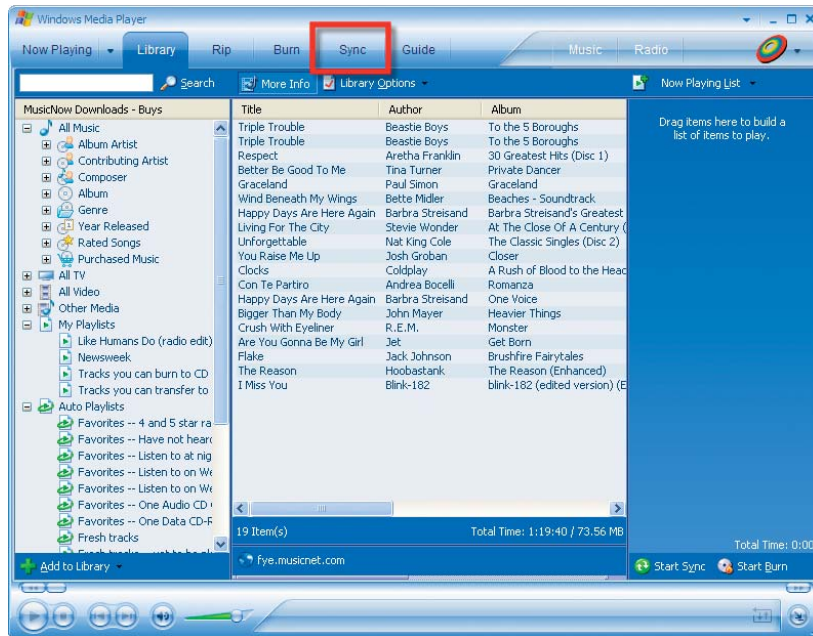 Windows Media Player
Now Playing Library Rip Burn Sync Guide Music Radio
Search More Info Library Options Now Playing List
MusicNow Downloads - Buys
All Music
Album Artist
Contributing Artist
Composer
Album
Genre
Year Released
Rated Songs
Purchased Music
All TV
All Video
Other Media
My Playlists
Like Humans Do (radio edit)
Newsweek
Tracks you can burn to CD
Tracks you can transfer to
Auto Playlists
Favorites -- 4 and 5 star ra
Favorites -- Have not heard
Favorites -- Listen to at nig
Favorites -- Listen to on We
Favorites -- Listen to on We
Favorites -- One Audio CD
Favorites -- One Data CD-R
Fresh tracks
Add to Library
Title Author Album
Triple Trouble Beastie Boys To the 5 Boroughs
Triple Trouble Beastie Boys To the 5 Boroughs
Respect Aretha Franklin 30 Greatest Hits (Disc 1)
Better Be Good To Me Tina Turner Private Dancer
Graceland Paul Simon Graceland
Wind Beneath My Wings Bette Midler Beaches - Soundtrack
Happy Days Are Here Again Barbra Streisand Barbra Streisand's Greatest
Living For The City Stevie Wonder At The Close Of A Century (
Unforgettable Nat King Cole The Classic Singles (Disc 2)
You Raise Me Up Josh Groban Closer
Clocks Coldplay A Rush of Blood to the Head
Con Te Partiro Andrea Bocelli Romanza
Happy Days Are Here Again Barbra Streisand One Voice
Bigger Than My Body John Mayer Heavier Things
Crush With Eyeliner R.E.M. Monster
Are You Gonna Be My Girl Jet Get Born
Flake Jack Johnson Brushfire Fairytales
The Reason Hoobastank The Reason (Enhanced)
I Miss You Blink-182 blink-182 (edited version) (E
19 Item(s) Total Time: 1:19:40 / 73.56 MB
fye.musicnet.com
Drag items here to build a
list of items to play.
Total Time: 0:00
Start Sync Start Burn